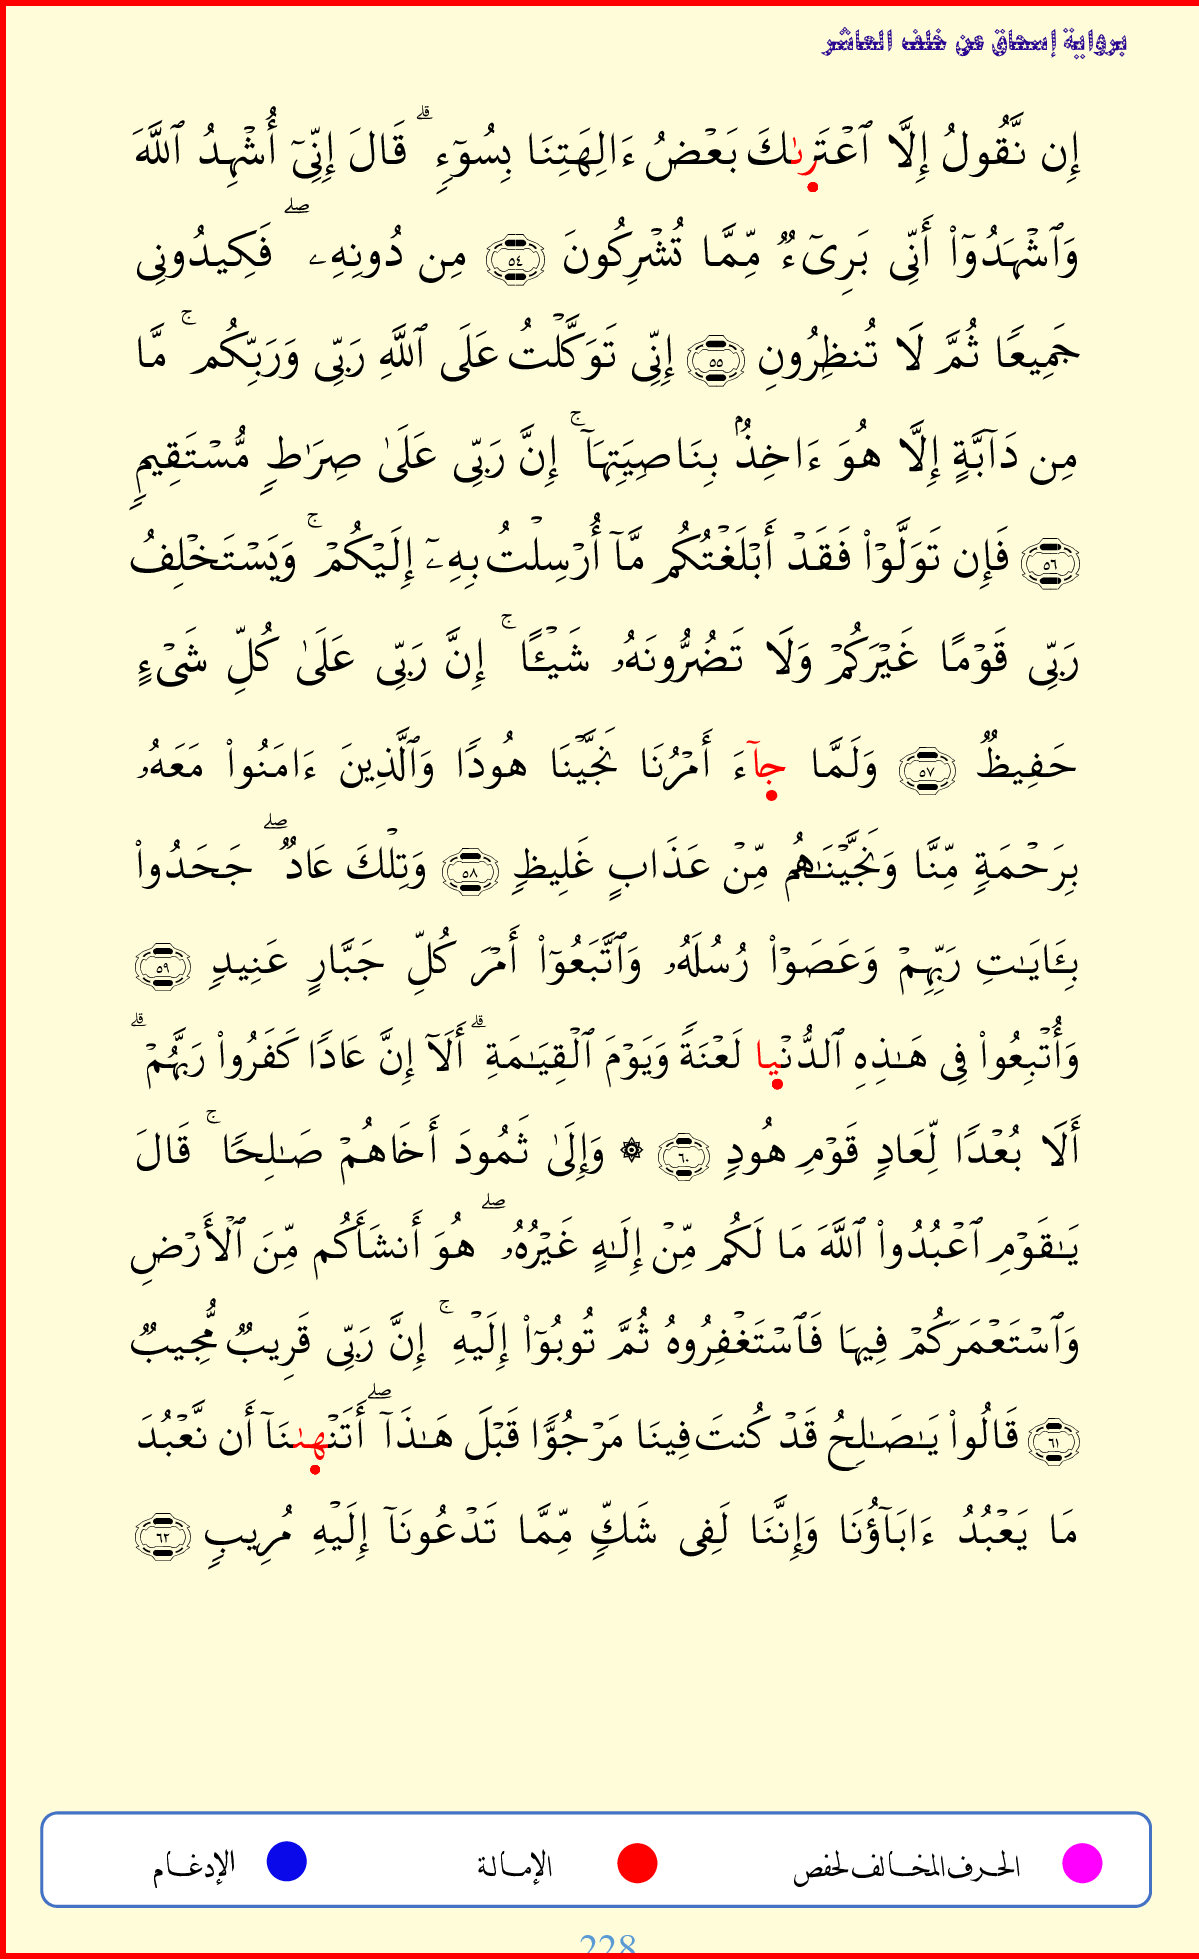 برواية إسحاق عن خلف العاشر
إِن نَّقُولُ إِلَّا ٱعْتَرَىٰكَ بَعْضُ ءَالِهَتِنَا بِسُوٓءٍۗ قَالَ إِنِّىٓ أُشْهِدُ ٱللَّهَ
وَٱشْهَدُوٓا۟ أَنِّى بَرِىٓءٌ مِّمَّا تُشْرِكُونَ ٥٤ مِن دُونِهِۦۖ فَكِيدُونِى
جَمِيعًا ثُمَّ لَا تُنظِرُونِ ٥٥ إِنِّى تَوَكَّلْتُ عَلَى ٱللَّهِ رَبِّى وَرَبِّكُمۚ مَّا
مِن دَآبَّةٍ إِلَّا هُوَ ءَاخِذٌۢ بِنَاصِيَتِهَآۚ إِنَّ رَبِّى عَلَىٰ صِرَٰطٍ مُّسْتَقِيمٍ
٥٦ فَإِن تَوَلَّوْا۟ فَقَدْ أَبْلَغْتُكُم مَّآ أُرْسِلْتُ بِهِۦٓ إِلَيْكُمْۚ وَيَسْتَخْلِفُ
رَبِّى قَوْمًا غَيْرَكُمْ وَلَا تَضُرُّونَهُۥ شَيْـًٔاۚ إِنَّ رَبِّى عَلَىٰ كُلِّ شَىْءٍ
حَفِيظٌ ٥٧ وَلَمَّا جَآءَ أَمْرُنَا نَجَّيْنَا هُودًا وَٱلَّذِينَ ءَامَنُوا۟ مَعَهُۥ
بِرَحْمَةٍ مِّنَّا وَنَجَّيْنَـٰهُم مِّنْ عَذَابٍ غَلِيظٍ ٥٨ وَتِلْكَ عَادٌۖ جَحَدُوا۟
بِـَٔايَـٰتِ رَبِّهِمْ وَعَصَوْا۟ رُسُلَهُۥ وَٱتَّبَعُوٓا۟ أَمْرَ كُلِّ جَبَّارٍ عَنِيدٍ ٥٩
وَأُتْبِعُوا۟ فِى هَـٰذِهِ ٱلدُّنْيا لَعْنَةً وَيَوْمَ ٱلْقِيَـٰمَةِۗ أَلَآ إِنَّ عَادًا كَفَرُوا۟ رَبَّهُمْۗ
أَلَا بُعْدًا لِّعَادٍ قَوْمِ هُودٍ ٦٠ ۞ وَإِلَىٰ ثَمُودَ أَخَاهُمْ صَـٰلِحًاۚ قَالَ
يَـٰقَوْمِ ٱعْبُدُوا۟ ٱللَّهَ مَا لَكُم مِّنْ إِلَـٰهٍ غَيْرُهُۥۖ هُوَ أَنشَأَكُم مِّنَ ٱلْأَرْضِ
وَٱسْتَعْمَرَكُمْ فِيهَا فَٱسْتَغْفِرُوهُ ثُمَّ تُوبُوٓا۟ إِلَيْهِۚ إِنَّ رَبِّى قَرِيبٌ مُّجِيبٌ
٦١ قَالُوا۟ يَـٰصَـٰلِحُ قَدْ كُنتَ فِينَا مَرْجُوًّا قَبْلَ هَـٰذَآۖ أَتَنْهىٰنَآ أَن نَّعْبُدَ
مَا يَعْبُدُ ءَابَآؤُنَا وَإِنَّنَا لَفِى شَكٍّ مِّمَّا تَدْعُونَآ إِلَيْهِ مُرِيبٍ ٦٢
الحرف المخالف لحفص الإمالة الإدغام
228